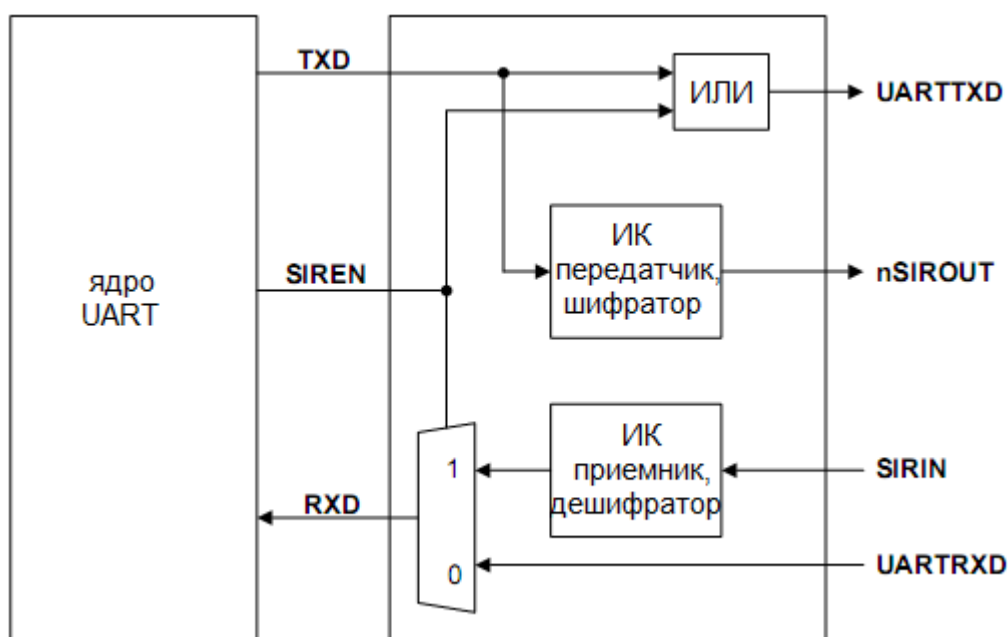 TXD
ИЛИ
UARTTXD
ИК
передатчик,
шифратор
nSIROUT
SIREN
ядро
UART
ИК
приемник,
дешифратор
SIRIN
1
RXD
0
UARTRXD